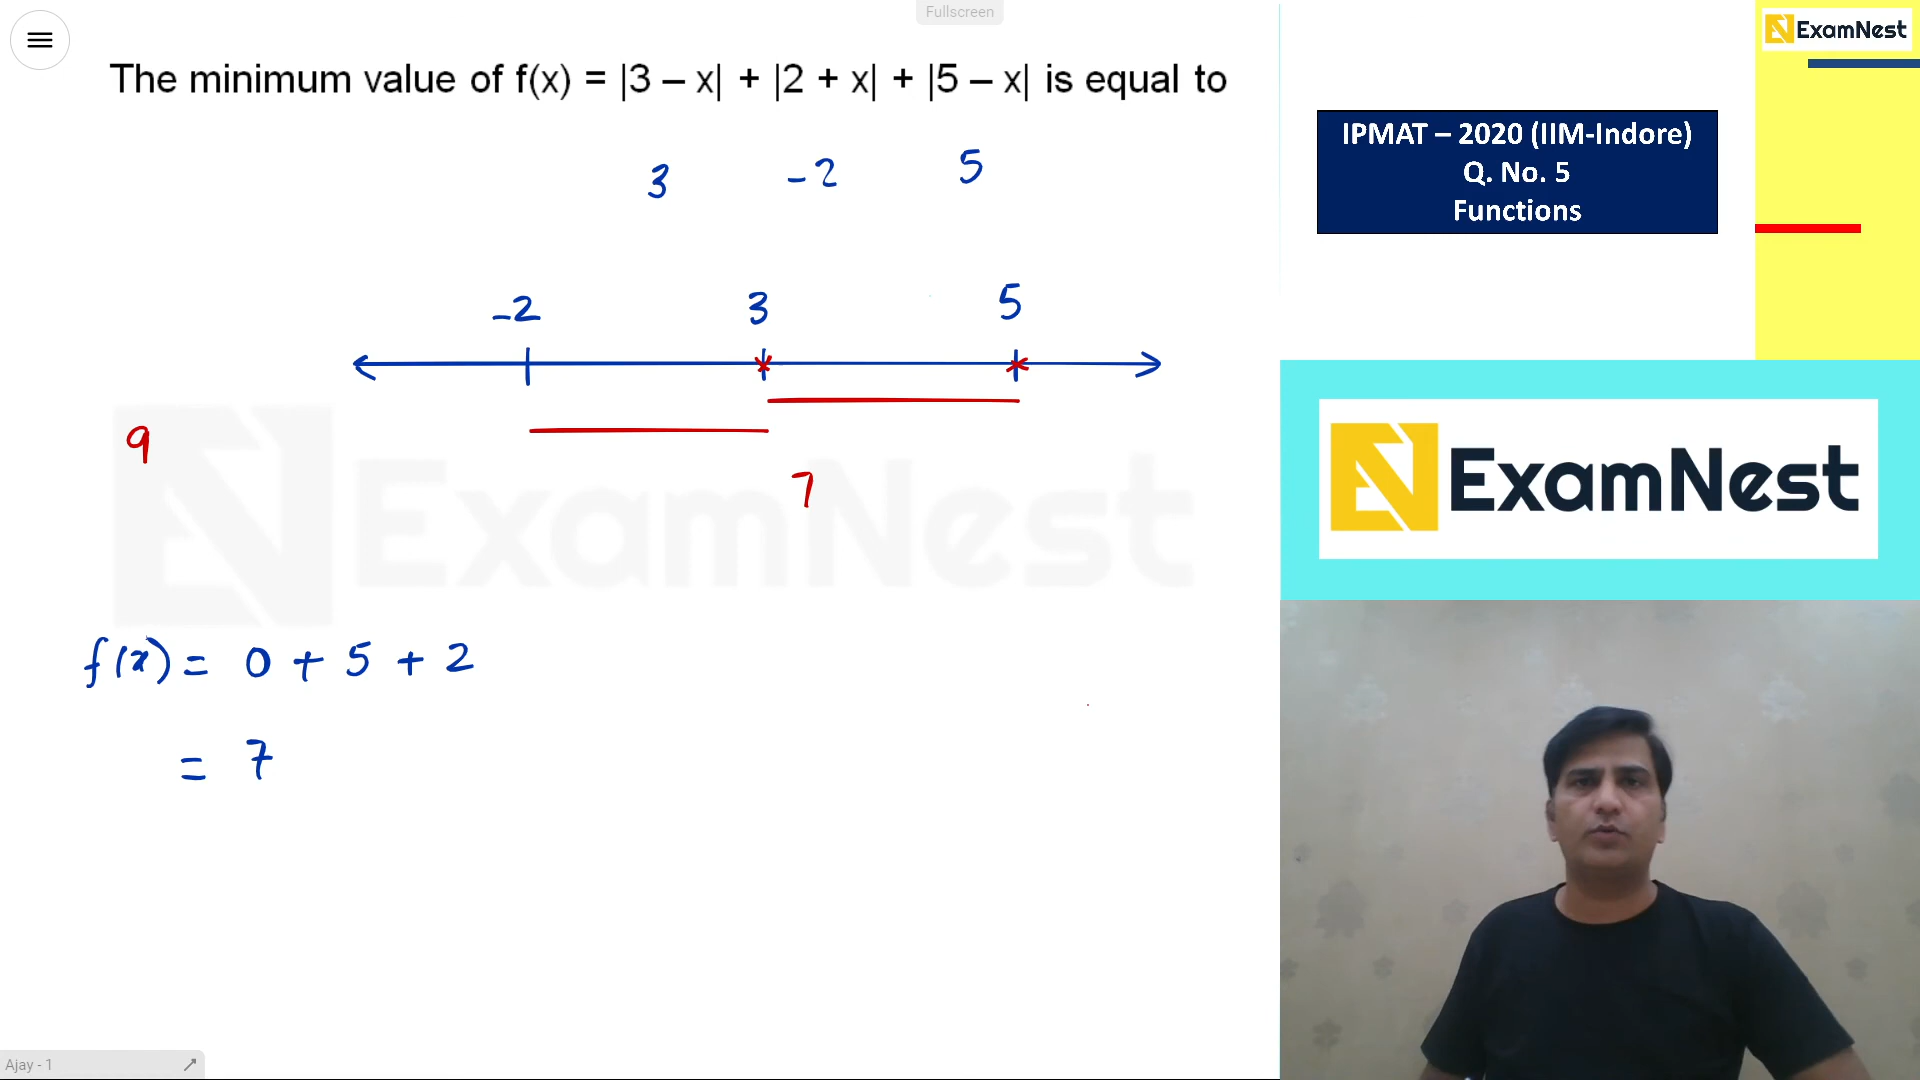 Fullscreen
ExamNest
The minimum value of f(x) = |3 – x| + |2 + x| + |5 – x| is equal to
IPMAT – 2020 (IIM-Indore)
Q. No. 5
Functions
3 -2 5
-2 3 5
9
7
ExamNest
ExamNest
f(x) = 0 + 5 + 2
= 7
Ajay - 1